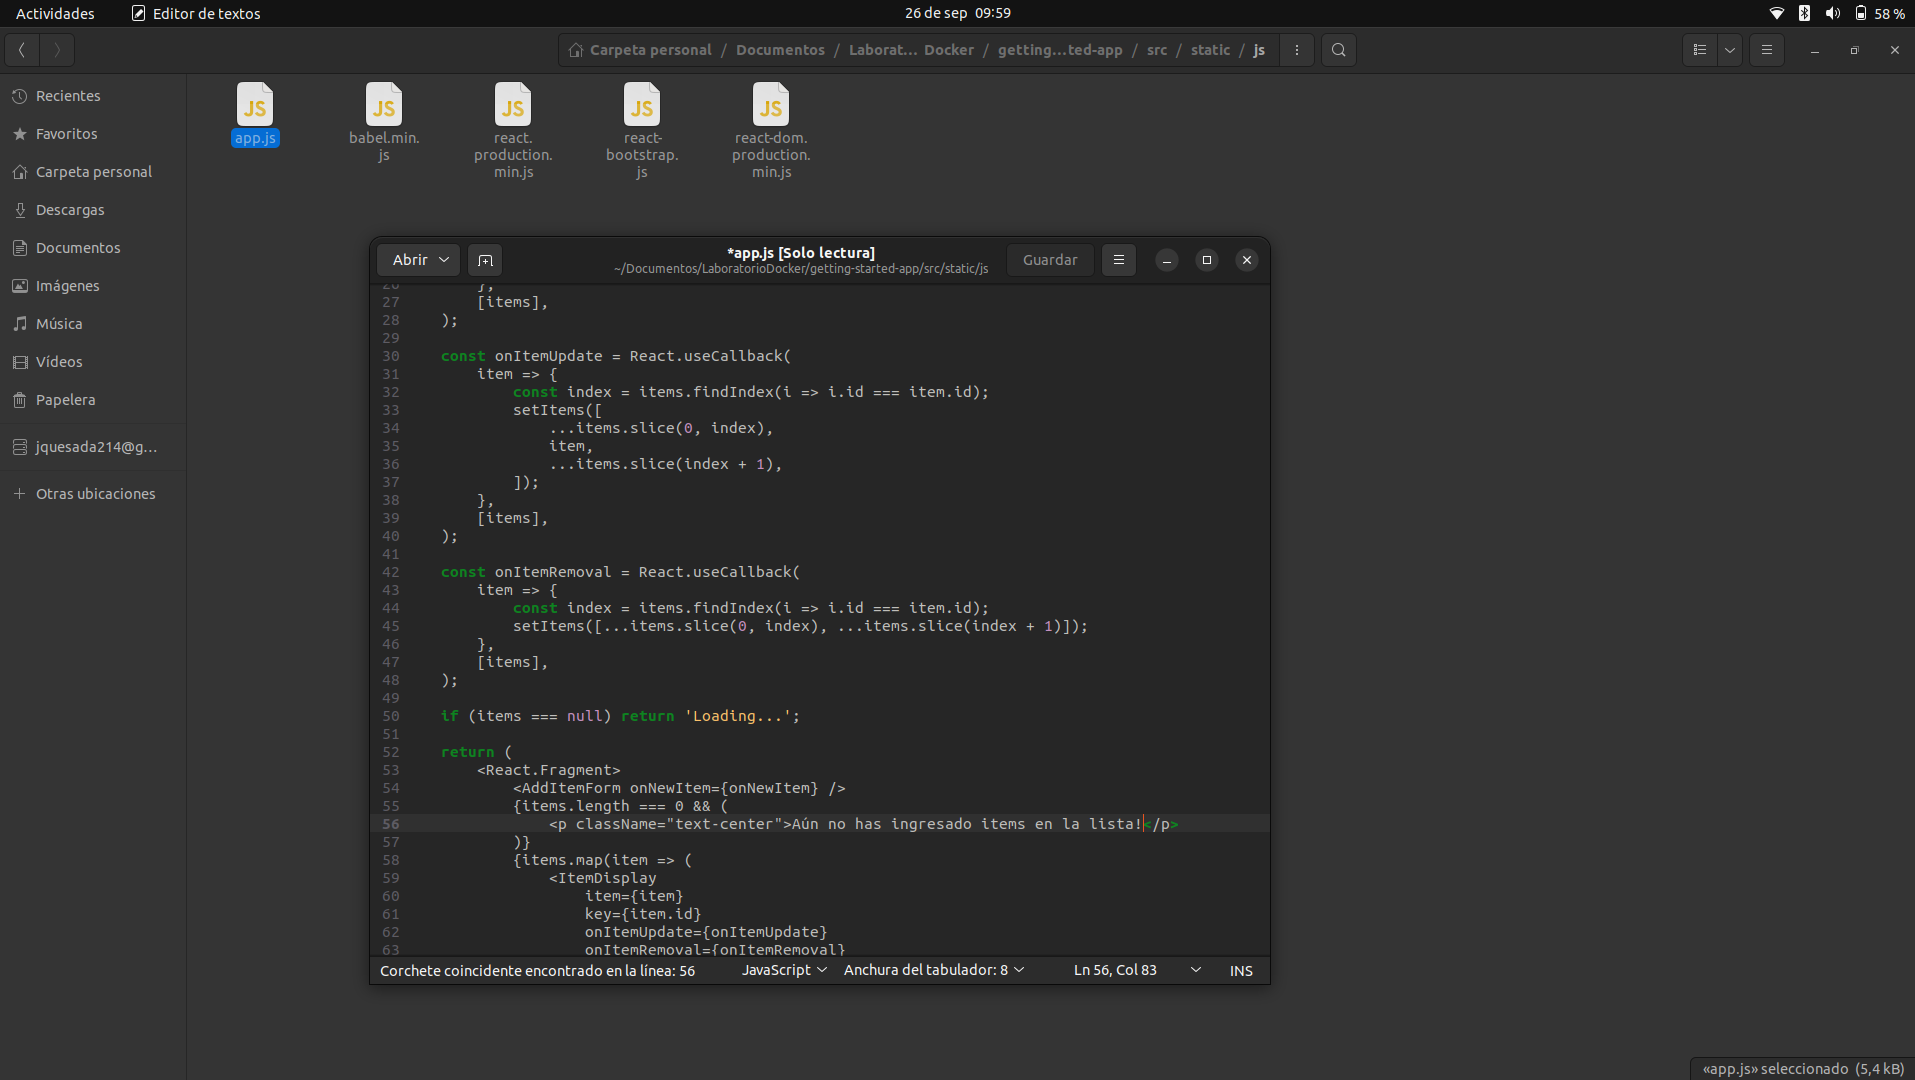 Actividades Editor de textos 26 de sep 09:59 58 %
Carpeta personal / Documentos / Laborat... Docker / getting...ted-app / src / static / js
Recientes
Favoritos
Carpeta personal
Descargas
Documentos
Imágenes
Música
Vídeos
Papelera
jquesada214@g...
Otras ubicaciones
JS JS JS JS JS
app.js
babel.min.
js
react.
production.
min.js
react-
bootstrap.
js
react-dom.
production.
min.js
Abrir
*app.js [Solo lectura]
~/Documentos/LaboratorioDocker/getting-started-app/src/static/js
Guardar
26         },
27         [items],
28     );
29
30     const onItemUpdate = React.useCallback(
31         item => {
32             const index = items.findIndex(i => i.id === item.id);
33             setItems([
34                 ...items.slice(0, index),
35                 item,
36                 ...items.slice(index + 1),
37             ]);
38         },
39         [items],
40     );
41
42     const onItemRemoval = React.useCallback(
43         item => {
44             const index = items.findIndex(i => i.id === item.id);
45             setItems([...items.slice(0, index), ...items.slice(index + 1)]);
46         },
47         [items],
48     );
49
50     if (items === null) return 'Loading...';
51
52     return (
53         <React.Fragment>
54             <AddItemForm onNewItem={onNewItem} />
55             {items.length === 0 && (
56                 <p className="text-center">Aún no has ingresado items en la lista!</p>
57             )}
58             {items.map(item => (
59                 <ItemDisplay
60                     item={item}
61                     key={item.id}
62                     onItemUpdate={onItemUpdate}
63                     onItemRemoval={onItemRemoval}
Corchete coincidente encontrado en la línea: 56 JavaScript Anchura del tabulador: 8 Ln 56, Col 83 INS
«app.js» seleccionado (5,4 kB)